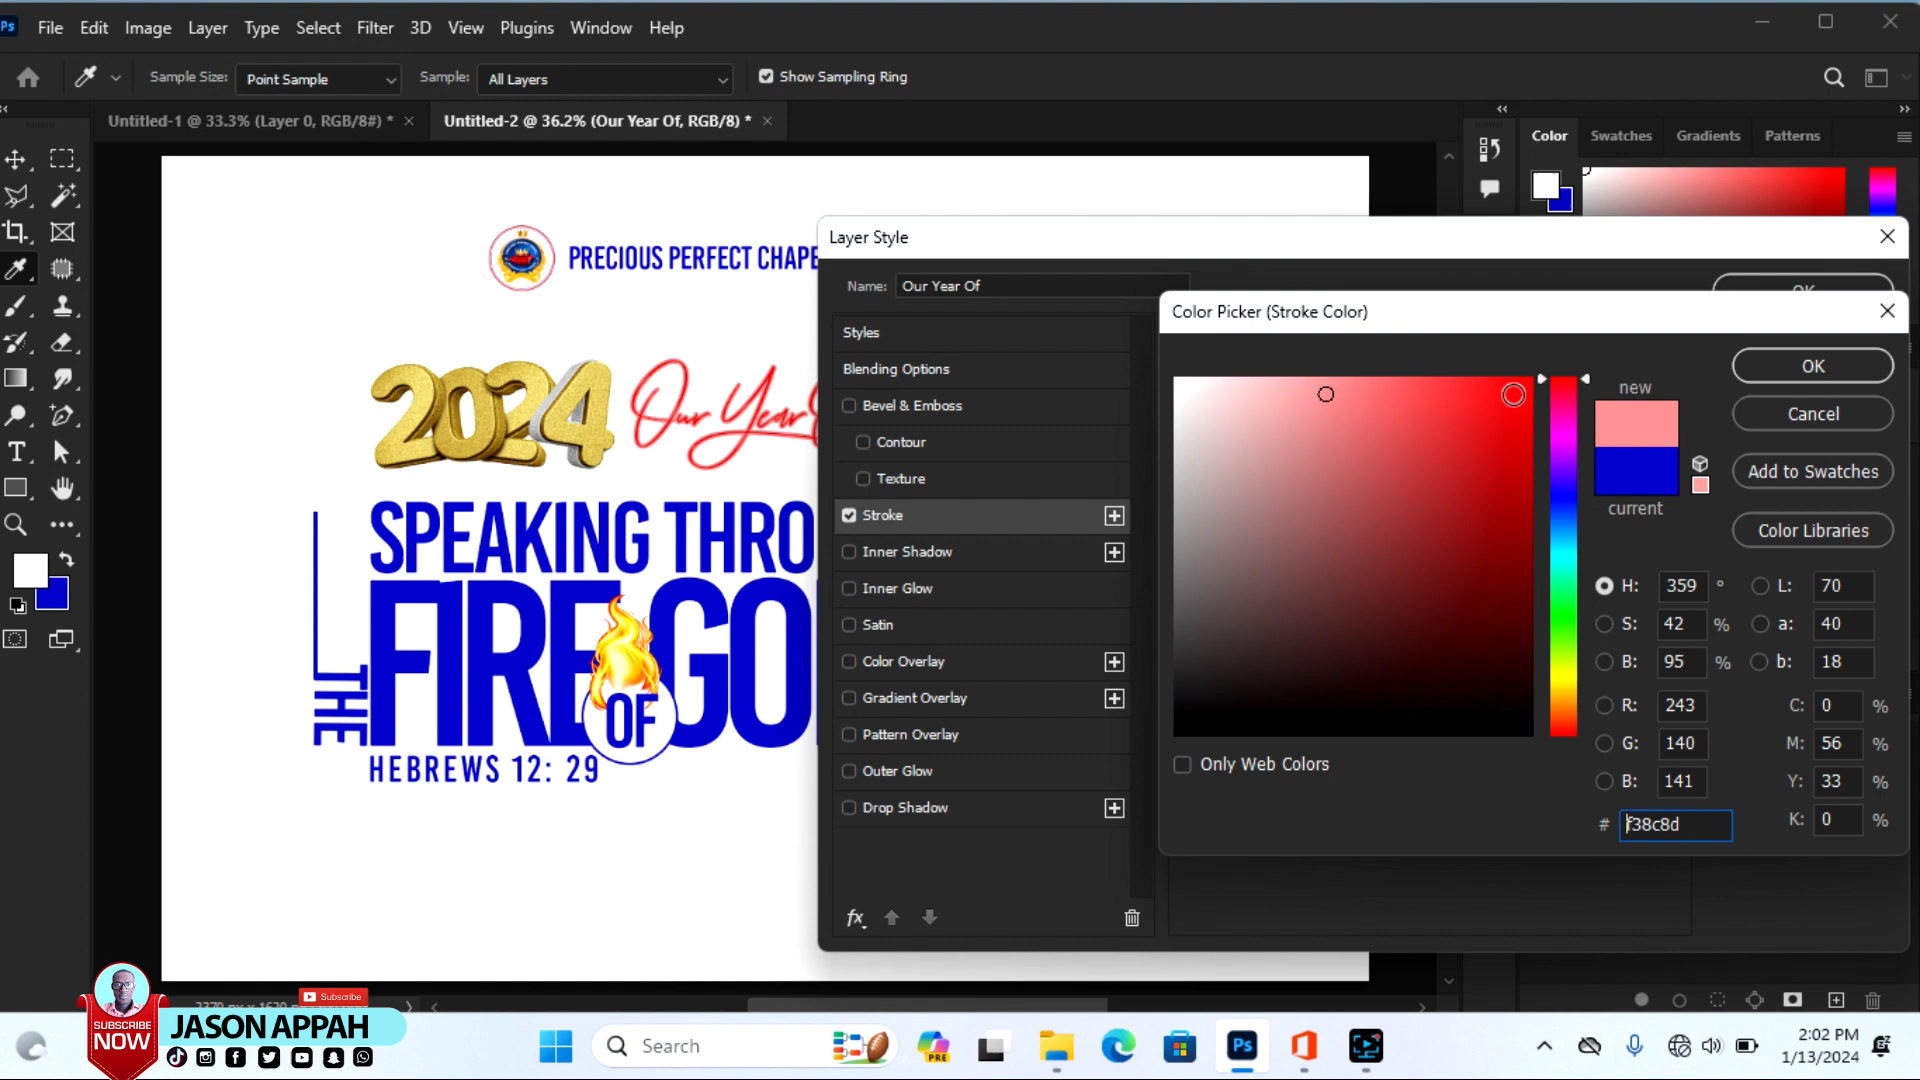 Ps File Edit Image Layer Type Select Filter 3D View Plugins Window Help
Sample Size: Point Sample Sample: All Layers Show Sampling Ring
Untitled-1 @ 33.3% (Layer 0, RGB/8#) * × Untitled-2 @ 36.2% (Our Year Of, RGB/8) * ×
Color Swatches Gradients Patterns
PRECIOUS PERFECT CHAPE
2024 Our Year
SPEAKING THRO
THE FIRE OF GO
HEBREWS 12: 29
Layer Style
Name: Our Year Of
OK
Styles
Blending Options
Bevel & Emboss
Contour
Texture
Stroke
Inner Shadow
Inner Glow
Satin
Color Overlay
Gradient Overlay
Pattern Overlay
Outer Glow
Drop Shadow
fx
Color Picker (Stroke Color)
new
current
OK
Cancel
Add to Swatches
Color Libraries
H: 359 ° L: 70
S: 42 % a: 40
B: 95 % b: 18
R: 243 C: 0 %
G: 140 M: 56 %
B: 141 Y: 33 %
# f38c8d K: 0 %
Only Web Colors
SUBSCRIBE
NOW
Subscribe
JASON APPAH
Search
PRE
Ps
2:02 PM
1/13/2024